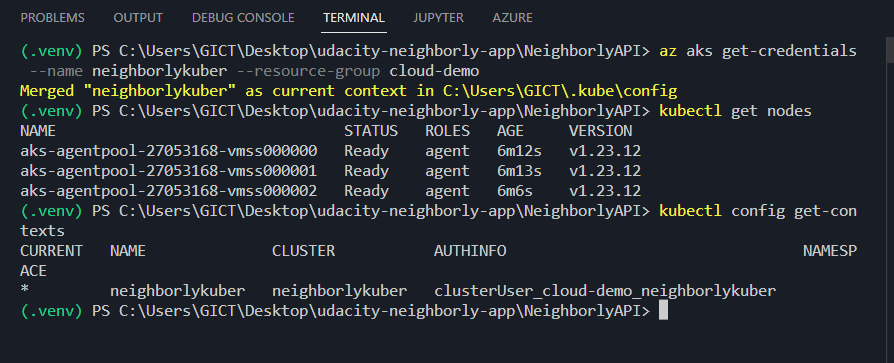 PROBLEMS OUTPUT DEBUG CONSOLE TERMINAL JUPYTER AZURE
(.venv) PS C:\Users\GICT\Desktop\udacity-neighborly-app\NeighborlyAPI> az aks get-credentials
--name neighborlykuber --resource-group cloud-demo
Merged "neighborlykuber" as current context in C:\Users\GICT\.kube\config
(.venv) PS C:\Users\GICT\Desktop\udacity-neighborly-app\NeighborlyAPI> kubectl get nodes
NAME STATUS ROLES AGE VERSION
aks-agentpool-27053168-vmss000000 Ready agent 6m12s v1.23.12
aks-agentpool-27053168-vmss000001 Ready agent 6m13s v1.23.12
aks-agentpool-27053168-vmss000002 Ready agent 6m6s v1.23.12
(.venv) PS C:\Users\GICT\Desktop\udacity-neighborly-app\NeighborlyAPI> kubectl config get-con
texts
CURRENT NAME CLUSTER AUTHINFO NAMESP
ACE
* neighborlykuber neighborlykuber clusterUser_cloud-demo_neighborlykuber
(.venv) PS C:\Users\GICT\Desktop\udacity-neighborly-app\NeighborlyAPI>